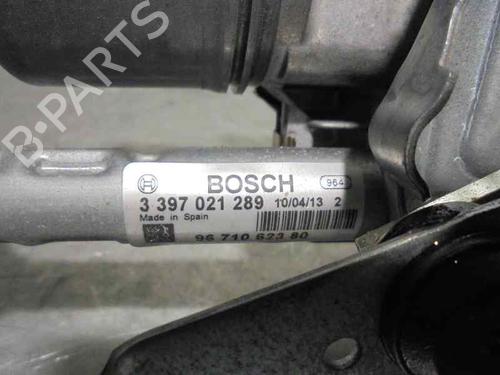 B-PARTS
BOSCH 964
3 397 021 289 10/04/13 2
Made in Spain
96 710 623 80